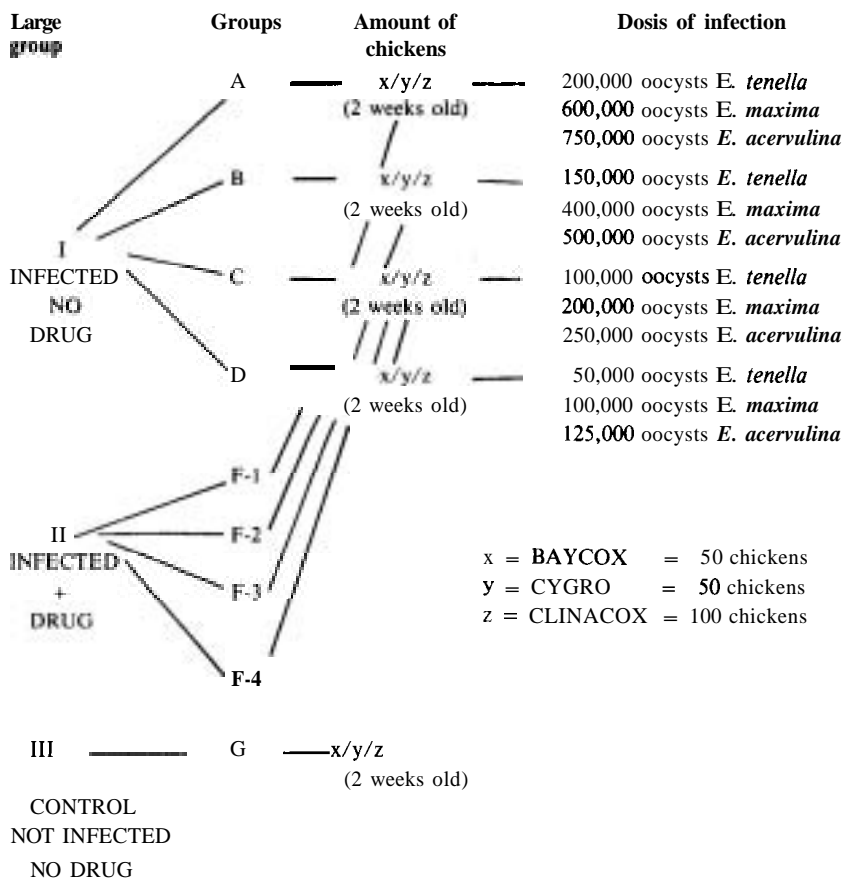 Large Groups Amount of Dosis of infection
group chickens
A x/y/z 200,000 oocysts E. tenella
(2 weeks old) 600,000 oocysts E. maxima
750,000 oocysts E. acervulina
B x/y/z 150,000 oocysts E. tenella
(2 weeks old) 400,000 oocysts E. maxima
I 500,000 oocysts E. acervulina
INFECTED C x/y/z 100,000 oocysts E. tenella
NO (2 weeks old) 200,000 oocysts E. maxima
DRUG 250,000 oocysts E. acervulina
D x/y/z 50,000 oocysts E. tenella
(2 weeks old) 100,000 oocysts E. maxima
125,000 oocysts E. acervulina
F-1
II F-2
INFECTED x = BAYCOX = 50 chickens
+ F-3 y = CYGRO = 50 chickens
DRUG z = CLINACOX = 100 chickens
F-4
III G x/y/z
(2 weeks old)
CONTROL
NOT INFECTED
NO DRUG